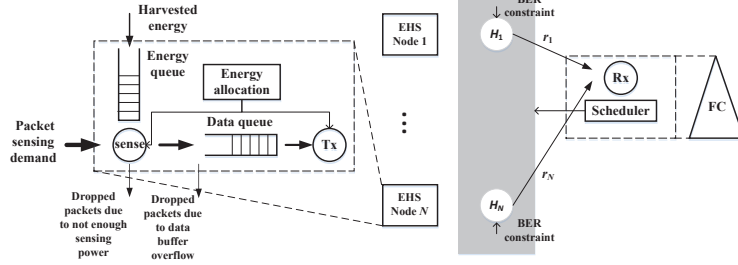 Harvested
energy
Energy
queue
Energy
allocation
Data queue
Packet
sensing
demand
sense
Tx
Dropped
packets due
to not enough
sensing
power
Dropped
packets due
to data
buffer
overflow
EHS
Node 1
EHS
Node N
BER
constraint
H1
r1
Rx
Scheduler
FC
rN
HN
BER
constraint